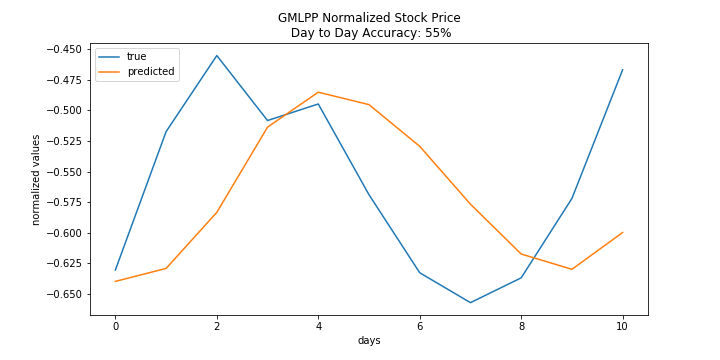 GMLPP Normalized Stock Price
Day to Day Accuracy: 55%
−0.450
−0.475
−0.500
−0.525
−0.550
−0.575
−0.600
−0.625
−0.650
normalized values
true
predicted
0 2 4 6 8 10
days